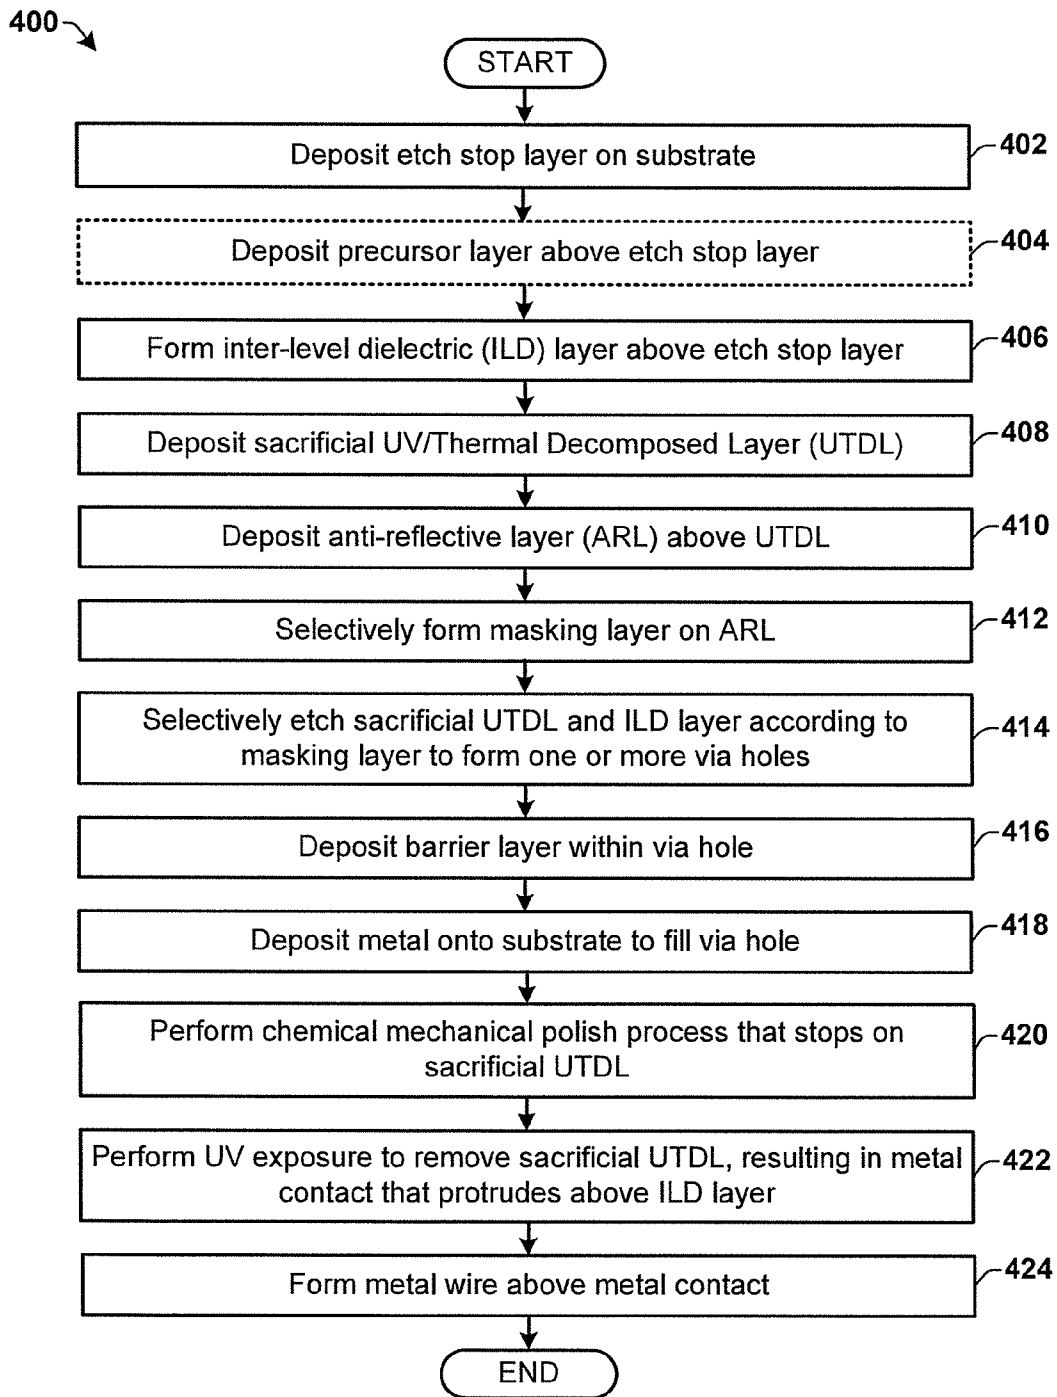 400
START
Deposit etch stop layer on substrate
402
Deposit precursor layer above etch stop layer
404
Form inter-level dielectric (ILD) layer above etch stop layer
406
Deposit sacrificial UV/Thermal Decomposed Layer (UTDL)
408
Deposit anti-reflective layer (ARL) above UTDL
410
Selectively form masking layer on ARL
412
Selectively etch sacrificial UTDL and ILD layer according to
masking layer to form one or more via holes
414
Deposit barrier layer within via hole
416
Deposit metal onto substrate to fill via hole
418
Perform chemical mechanical polish process that stops on
sacrificial UTDL
420
Perform UV exposure to remove sacrificial UTDL, resulting in metal
contact that protrudes above ILD layer
422
Form metal wire above metal contact
424
END